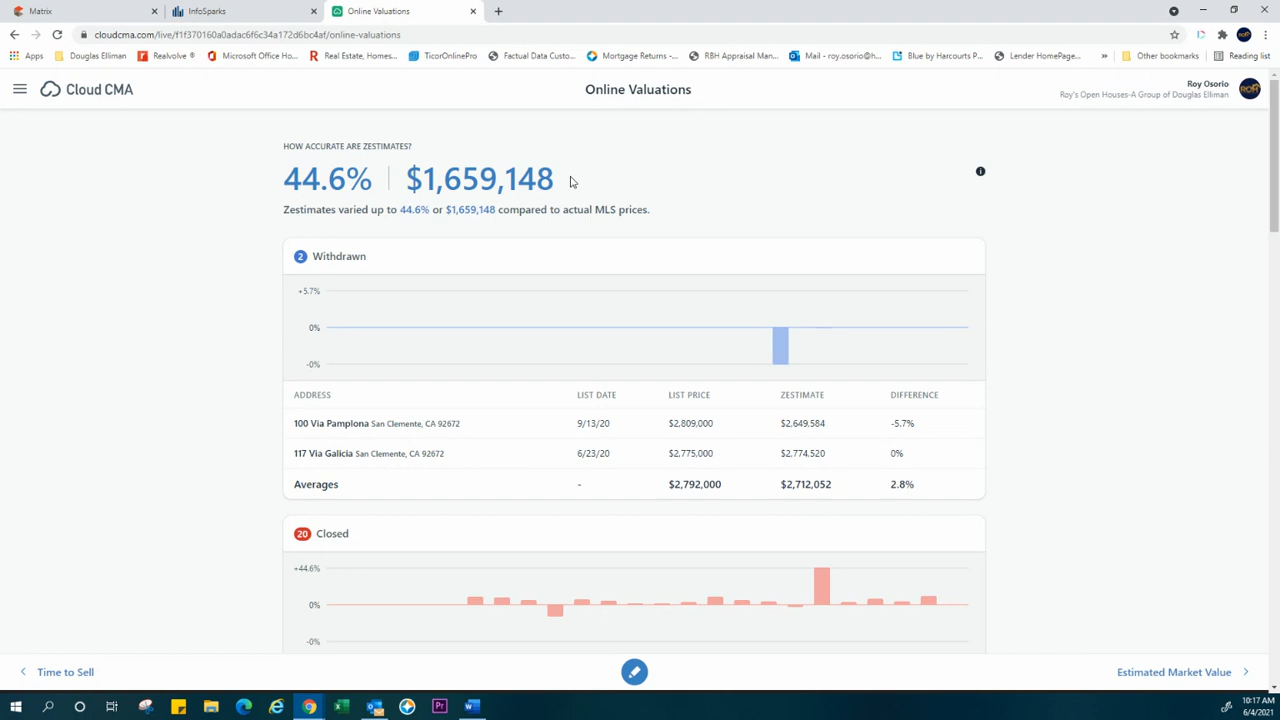 Matrix
InfoSparks
Online Valuations
cloudcma.com/live/f1f370160a0adac6f6c34a172d6bc4af/online-valuations
Apps
Douglas Elliman
Realvolve ®
Microsoft Office Ho...
Real Estate, Homes...
TicorOnlinePro
Factual Data Custo...
Mortgage Returns -...
RBH Appraisal Man...
Mail - roy.osorio@h...
Blue by Harcourts P...
Lender HomePage...
»
Other bookmarks
Reading list
Cloud CMA
Online Valuations
Roy Osorio
Roy's Open Houses-A Group of Douglas Elliman
HOW ACCURATE ARE ZESTIMATES?
44.6% | $1,659,148
Zestimates varied up to 44.6% or $1,659,148 compared to actual MLS prices.
2 Withdrawn
+5.7%
0%
-0%
ADDRESS LIST DATE LIST PRICE ZESTIMATE DIFFERENCE
100 Via Pamplona San Clemente, CA 92672 9/13/20 $2,809,000 $2,649,584 -5.7%
117 Via Galicia San Clemente, CA 92672 6/23/20 $2,775,000 $2,774,520 0%
Averages - $2,792,000 $2,712,052 2.8%
20 Closed
+44.6%
0%
-0%
Time to Sell
Estimated Market Value
10:17 AM
6/4/2021